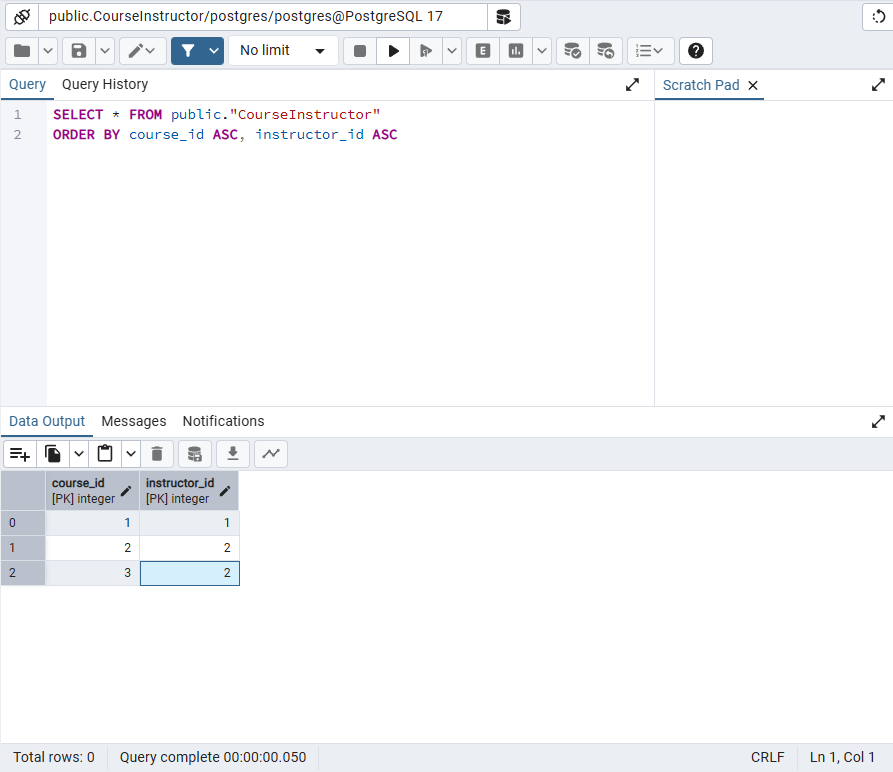 public.CourseInstructor/postgres/postgres@PostgreSQL 17
No limit
E
Query Query History
Scratch Pad
1 SELECT * FROM public."CourseInstructor"
2 ORDER BY course_id ASC, instructor_id ASC
Data Output Messages Notifications
course_id instructor_id
[PK] integer [PK] integer
0 1 1
1 2 2
2 3 2
Total rows: 0 Query complete 00:00:00.050 CRLF Ln 1, Col 1